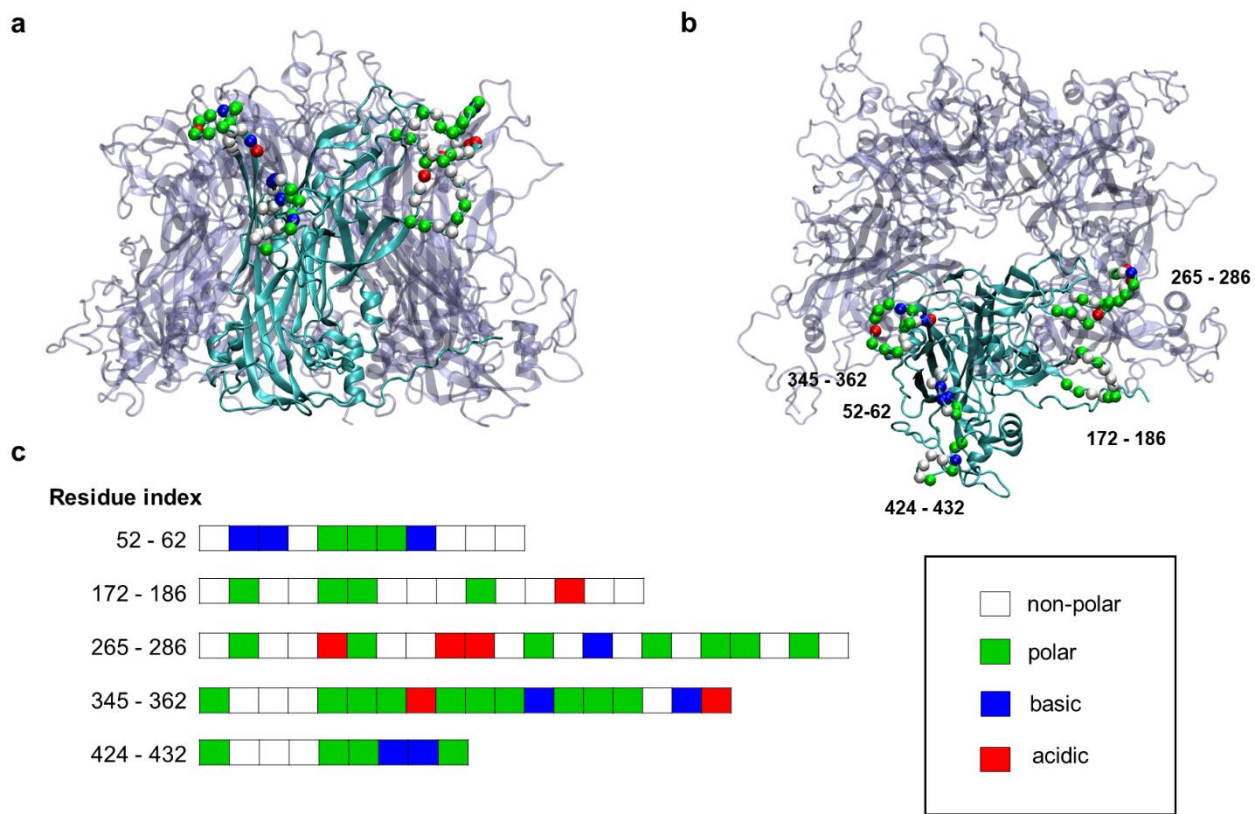 a
b
265 - 286
345 - 362
52-62
172 - 186
424 - 432
c
Residue index
52 - 62
172 - 186
265 - 286
345 - 362
424 - 432
non-polar
polar
basic
acidic